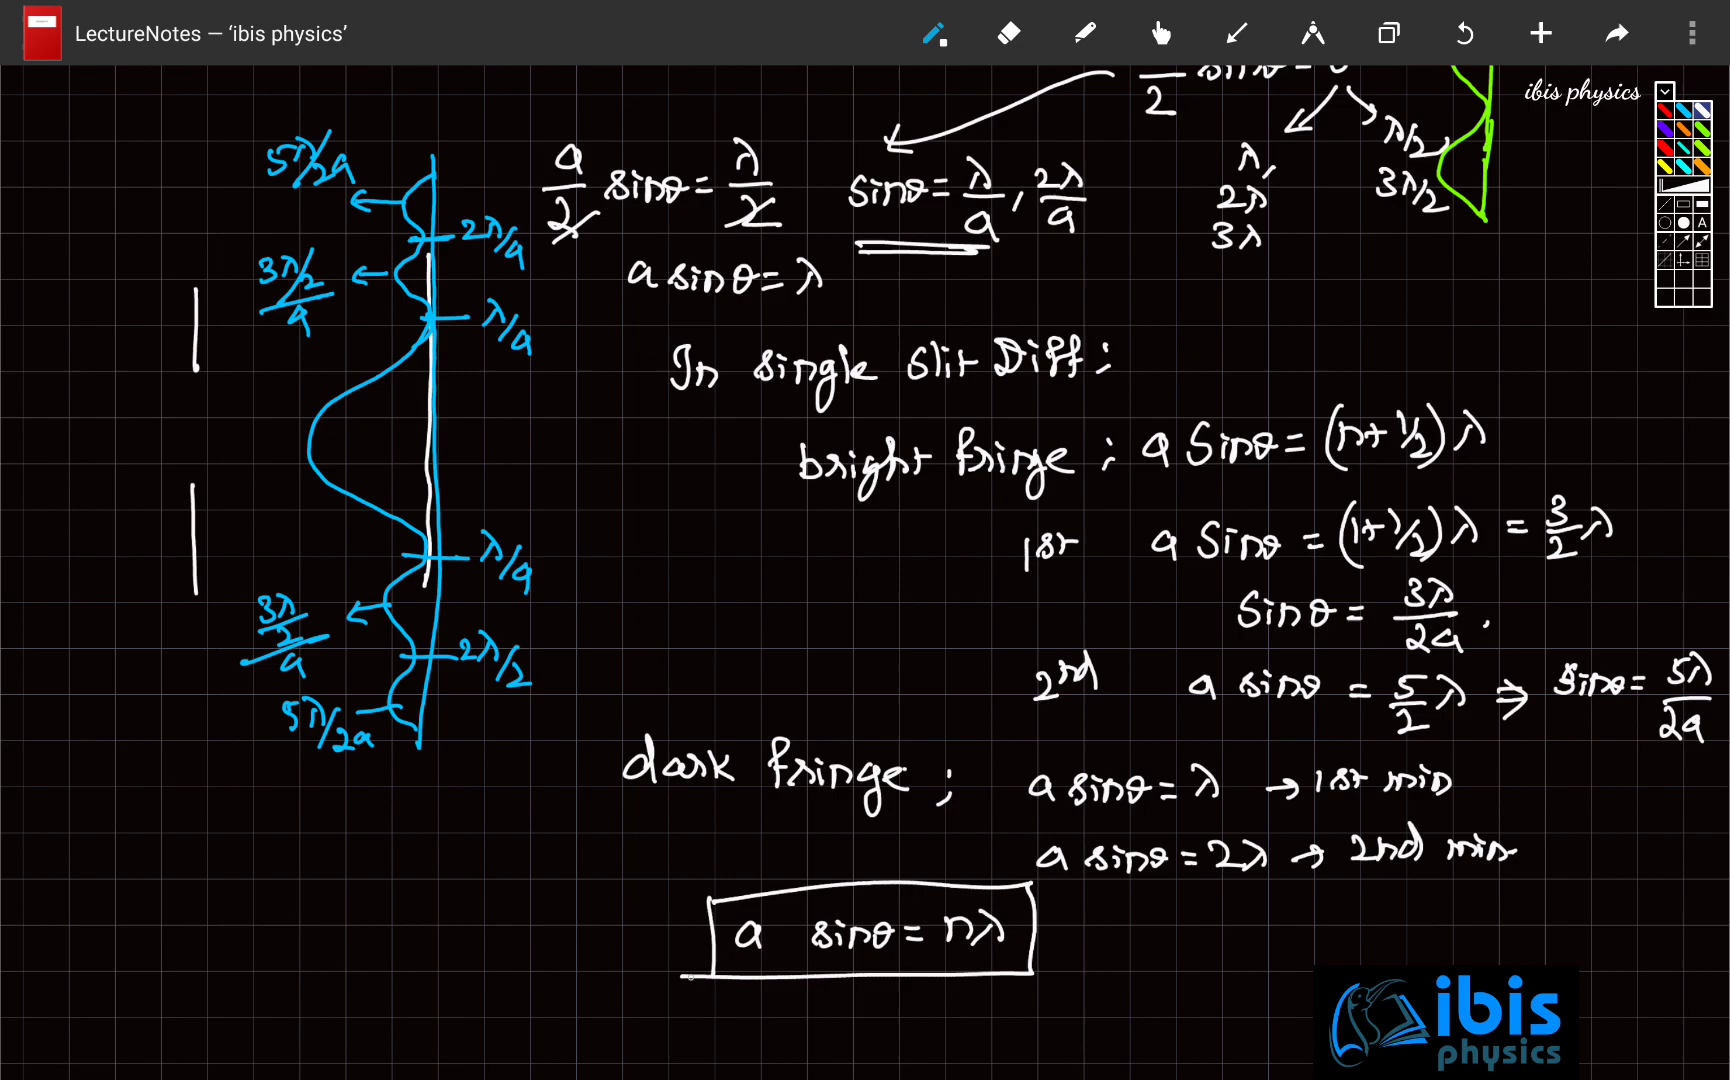 LectureNotes – ‘ibis physics’
ibis physics
A
sinθ =
2
λ/2
3λ/2
λ,
2λ
3λ
a/2 sinθ = λ/2
sinθ = λ/a, 2λ/a
a sinθ = λ
5λ/2a
2λ/a
3λ/2/a
λ/a
λ/a
3λ/2/a
2λ/2
5λ/2a
In single slit Diff :
bright fringe : a Sinθ = (n+1/2)λ
1st a Sinθ = (1+1/2)λ = 3/2 λ
Sinθ = 3λ/2a .
2nd a sinθ = 5/2 λ ⇒ sinθ = 5λ/2a
dark fringe ; a sinθ = λ → 1st min
a sinθ = 2λ → 2nd min
a sinθ = nλ
ibis
physics